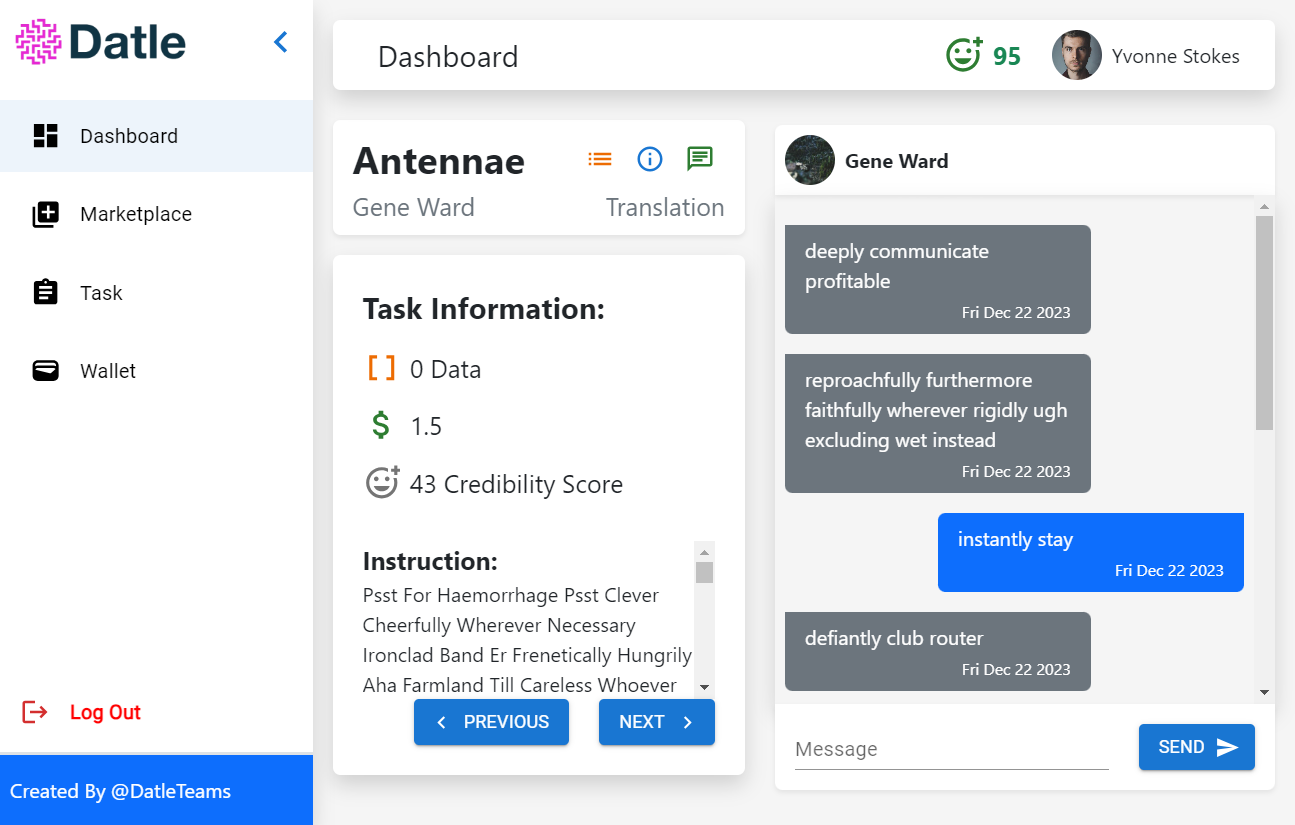 Datle
Dashboard
Marketplace
Task
Wallet
Log Out
Created By @DatleTeams
Dashboard
95
Yvonne Stokes
Antennae
Gene Ward
Translation
Task Information:
0 Data
1.5
43 Credibility Score
Instruction:
Psst For Haemorrhage Psst Clever
Cheerfully Wherever Necessary
Ironclad Band Er Frenetically Hungrily
Aha Farmland Till Careless Whoever
PREVIOUS
NEXT
Gene Ward
deeply communicate
profitable
Fri Dec 22 2023
reproachfully furthermore
faithfully wherever rigidly ugh
excluding wet instead
Fri Dec 22 2023
instantly stay
Fri Dec 22 2023
defiantly club router
Fri Dec 22 2023
Message
SEND